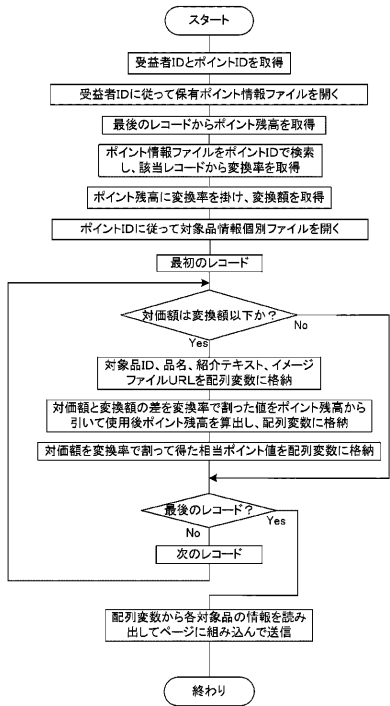 スタート
受益者IDとポイントIDを取得
受益者IDに従って保有ポイント情報ファイルを開く
最後のレコードからポイント残高を取得
ポイント情報ファイルをポイントIDで検索
し、該当レコードから変換率を取得
ポイント残高に変換率を掛け、変換額を取得
ポイントIDに従って対象品情報個別ファイルを開く
最初のレコード
対価額は変換額以下か?
No
Yes
対象品ID、品名、紹介テキスト、イメージ
ファイルURLを配列変数に格納
対価額と変換額の差を変換率で割った値をポイント残高から
引いて使用後ポイント残高を算出し、配列変数に格納
対価額を変換率で割って得た相当ポイント値を配列変数に格納
最後のレコード?
Yes
No
次のレコード
配列変数から各対象品の情報を読み
出してページに組み込んで送信
終わり